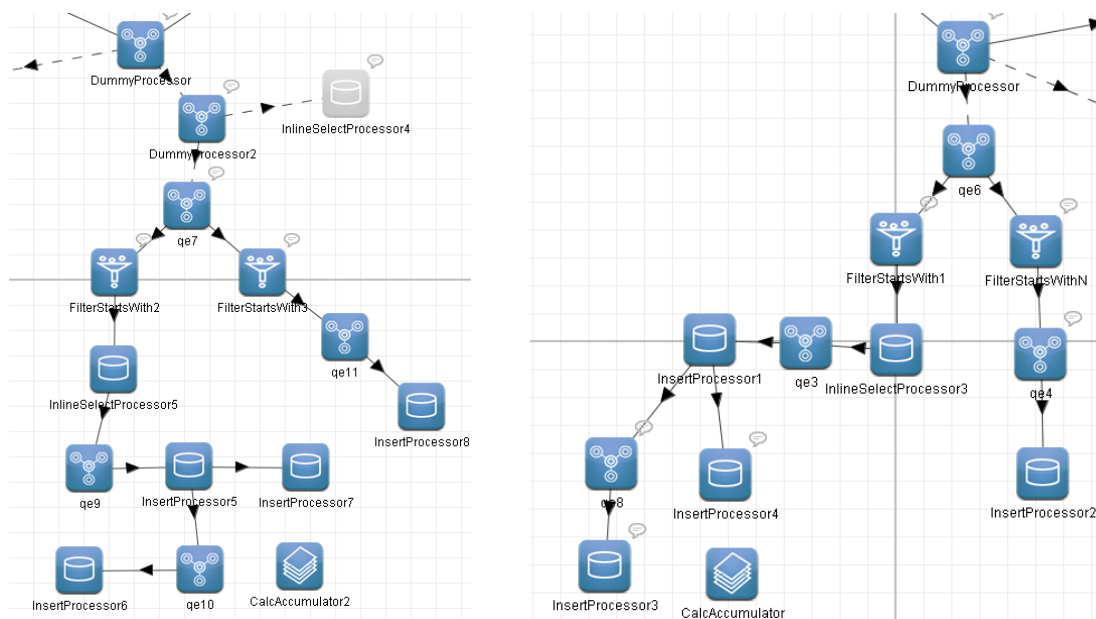 DummyProcessor
InlineSelectProcessor4
DummyProcessor2
qe7
FilterStartsWith2
FilterStartsWith3
qe11
InlineSelectProcessor5
InsertProcessor8
qe9
InsertProcessor5
InsertProcessor7
InsertProcessor6
qe10
CalcAccumulator2
DummyProcessor
qe6
FilterStartsWith1
FilterStartsWithN
InsertProcessor1
qe3
InlineSelectProcessor3
qe4
qe8
InsertProcessor4
InsertProcessor2
InsertProcessor3
CalcAccumulator